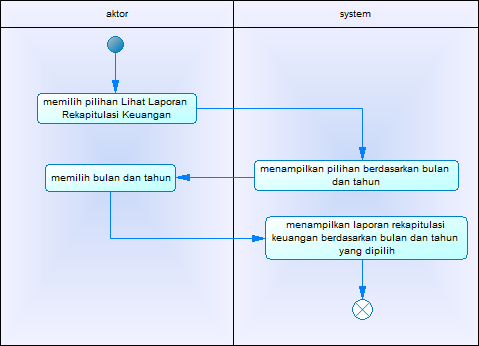 aktor
system
memilih pilihan Lihat Laporan
Rekapitulasi Keuangan
menampilkan pilihan berdasarkan bulan
dan tahun
memilih bulan dan tahun
menampilkan laporan rekapitulasi
keuangan berdasarkan bulan dan tahun
yang dipilih